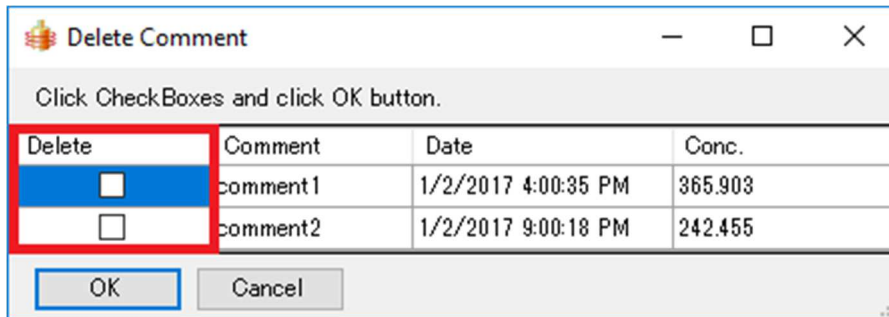 Delete Comment
Click CheckBoxes and click OK button.
Delete Comment Date Conc.
comment1 1/2/2017 4:00:35 PM 365.903
comment2 1/2/2017 9:00:18 PM 242.455
OK Cancel